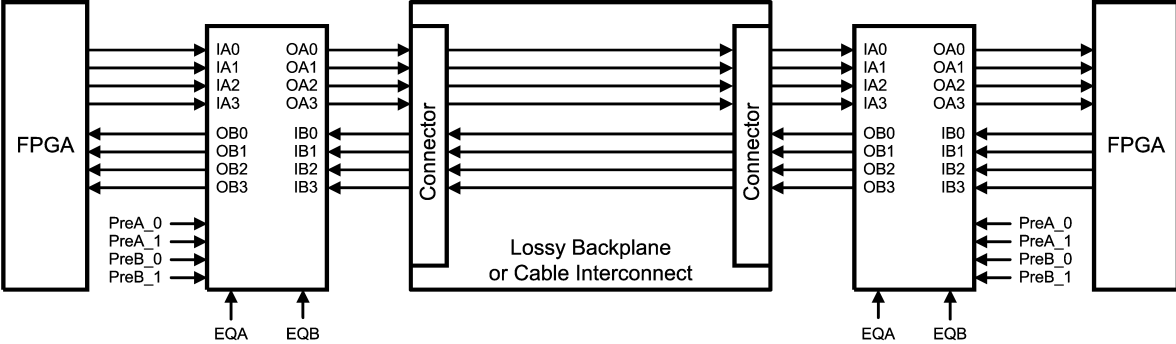 IA0 OA0 IA0 OA0
IA1 OA1 IA1 OA1
IA2 OA2 IA2 OA2
IA3 OA3 IA3 OA3
FPGA
Connector
Connector
FPGA
OB0 IB0 OB0 IB0
OB1 IB1 OB1 IB1
OB2 IB2 OB2 IB2
OB3 IB3 OB3 IB3
PreA_0 PreA_0
PreA_1 PreA_1
PreB_0 PreB_0
PreB_1 PreB_1
Lossy Backplane
or Cable Interconnect
EQA EQB EQA EQB